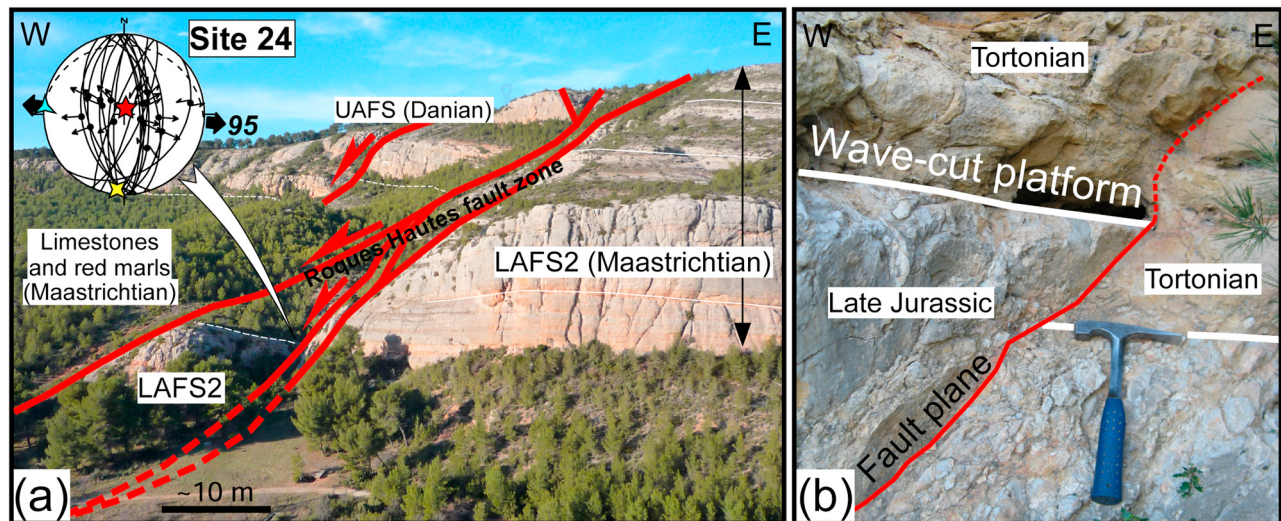 W
N
Site 24
E
95
UAFS (Danian)
Roques Hautes fault zone
Limestones
and red marls
(Maastrichtian)
LAFS2 (Maastrichtian)
LAFS2
(a)
~10 m
W
E
Tortonian
Wave-cut platform
Tortonian
Late Jurassic
Fault plane
(b)